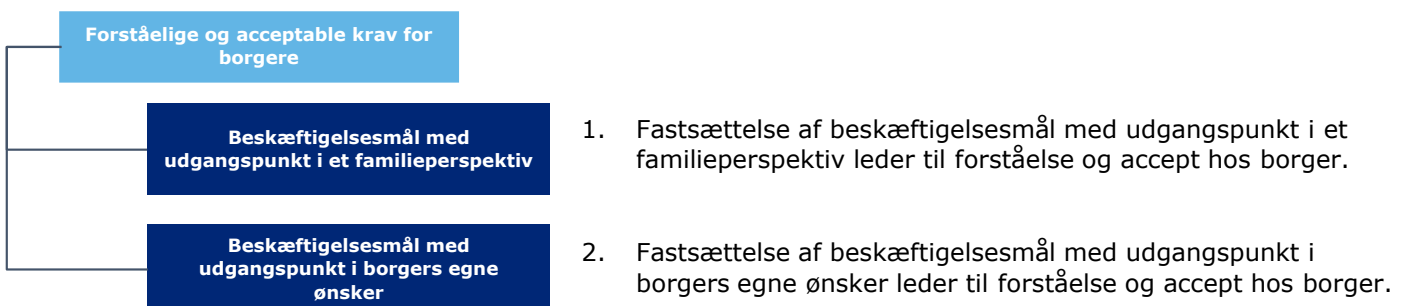 Forståelige og acceptable krav for
borgere
Beskæftigelsesmål med
udgangspunkt i et familieperspektiv
1. Fastsættelse af beskæftigelsesmål med udgangspunkt i et
familieperspektiv leder til forståelse og accept hos borger.
Beskæftigelsesmål med
udgangspunkt i borgers egne
ønsker
2. Fastsættelse af beskæftigelsesmål med udgangspunkt i
borgers egne ønsker leder til forståelse og accept hos borger.